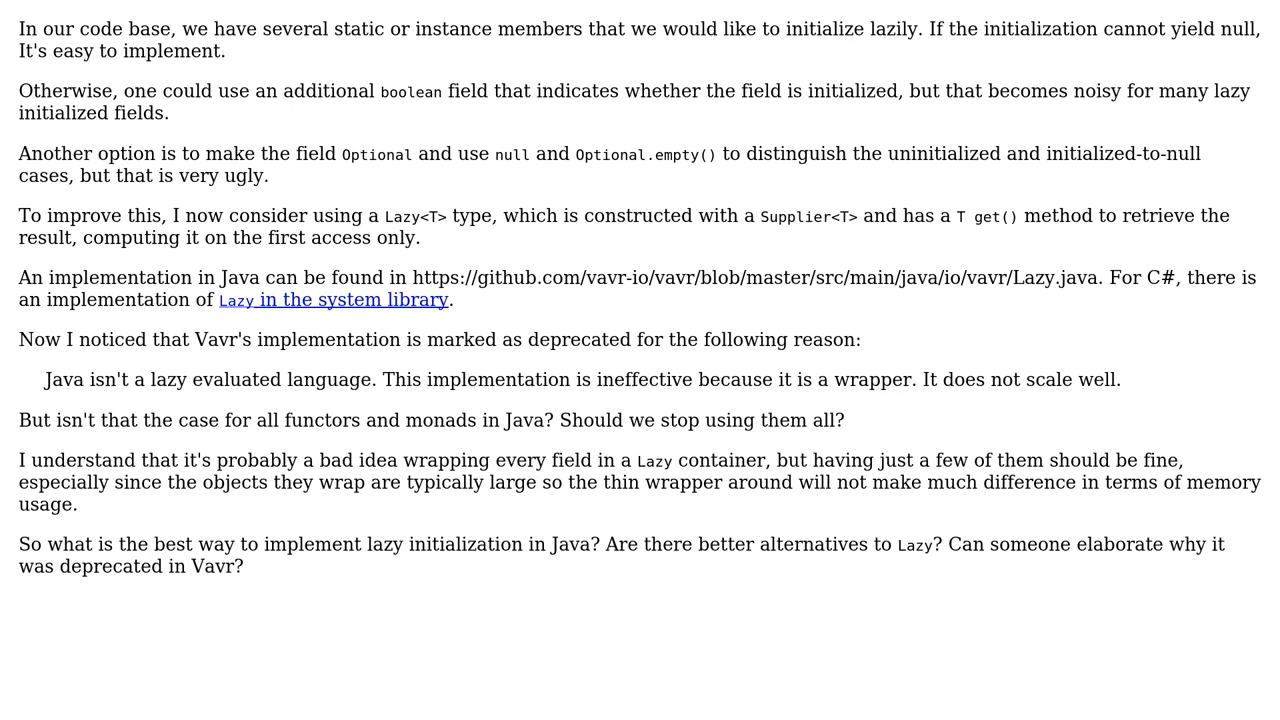 In our code base, we have several static or instance members that we would like to initialize lazily. If the initialization cannot yield null,
It's easy to implement.
Otherwise, one could use an additional boolean field that indicates whether the field is initialized, but that becomes noisy for many lazy
initialized fields.
Another option is to make the field Optional and use null and Optional.empty() to distinguish the uninitialized and initialized-to-null
cases, but that is very ugly.
To improve this, I now consider using a Lazy<T> type, which is constructed with a Supplier<T> and has a T get() method to retrieve the
result, computing it on the first access only.
An implementation in Java can be found in https://github.com/vavr-io/vavr/blob/master/src/main/java/io/vavr/Lazy.java. For C#, there is
an implementation of Lazy in the system library.
Now I noticed that Vavr's implementation is marked as deprecated for the following reason:
Java isn't a lazy evaluated language. This implementation is ineffective because it is a wrapper. It does not scale well.
But isn't that the case for all functors and monads in Java? Should we stop using them all?
I understand that it's probably a bad idea wrapping every field in a Lazy container, but having just a few of them should be fine,
especially since the objects they wrap are typically large so the thin wrapper around will not make much difference in terms of memory
usage.
So what is the best way to implement lazy initialization in Java? Are there better alternatives to Lazy? Can someone elaborate why it
was deprecated in Vavr?